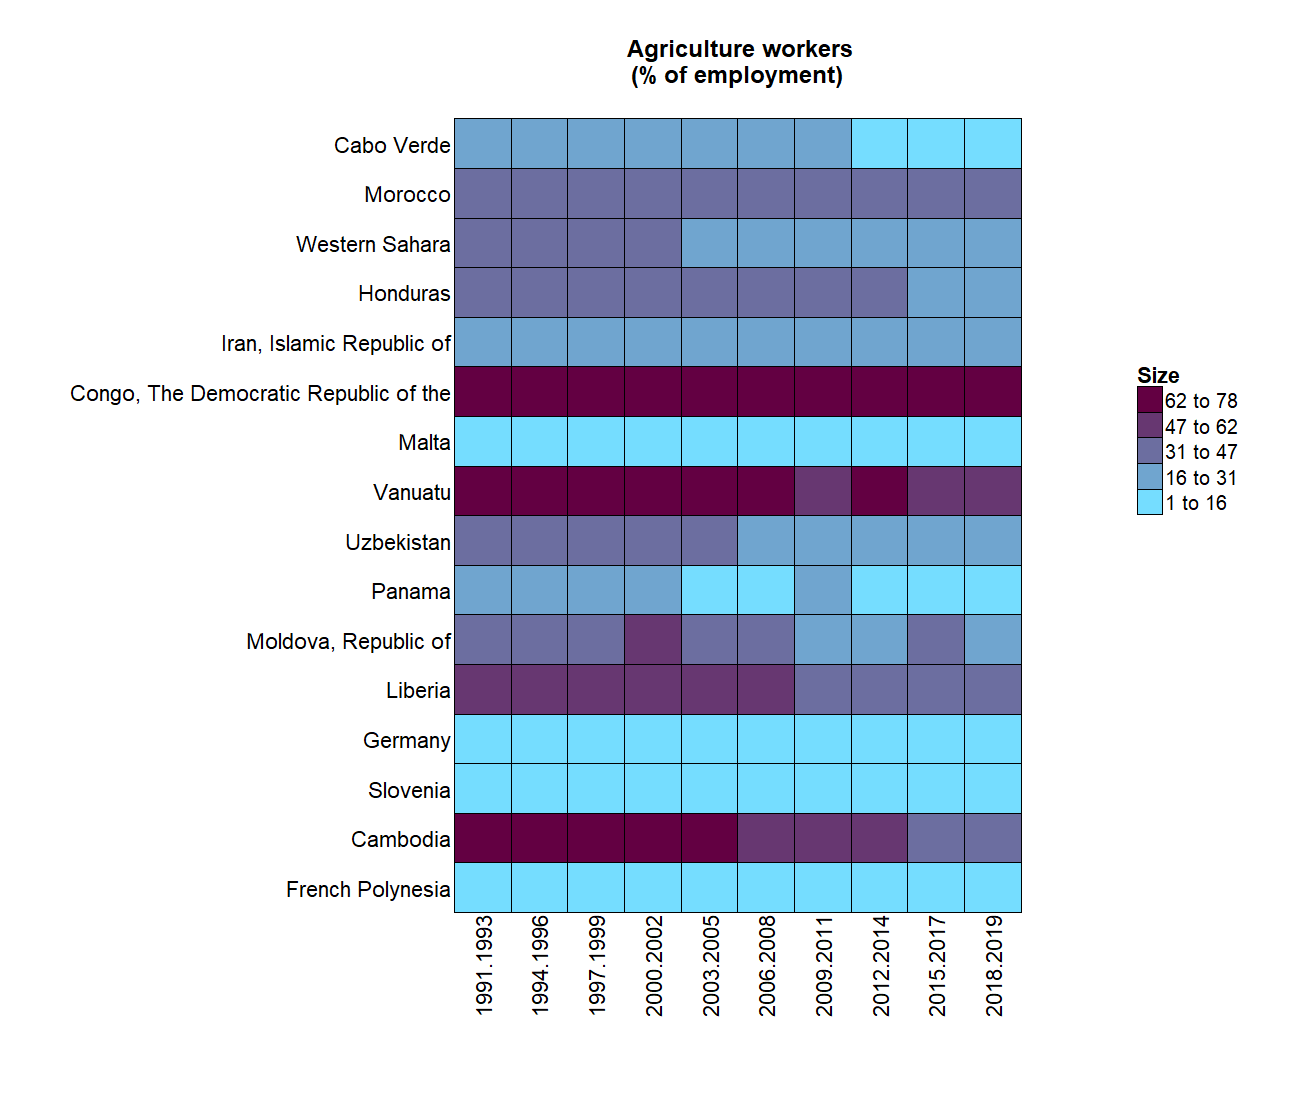 Agriculture workers
(% of employment)
Cabo Verde
Morocco
Western Sahara
Honduras
Iran, Islamic Republic of
Congo, The Democratic Republic of the
Malta
Vanuatu
Uzbekistan
Panama
Moldova, Republic of
Liberia
Germany
Slovenia
Cambodia
French Polynesia
1991.1993
1994.1996
1997.1999
2000.2002
2003.2005
2006.2008
2009.2011
2012.2014
2015.2017
2018.2019
Size
62 to 78
47 to 62
31 to 47
16 to 31
1 to 16